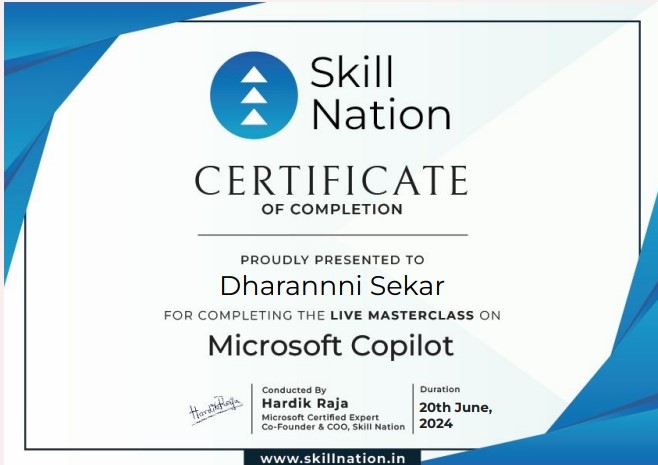 Skill
Nation
CERTIFICATE
OF COMPLETION
PROUDLY PRESENTED TO
Dharannni Sekar
FOR COMPLETING THE LIVE MASTERCLASS ON
Microsoft Copilot
HardikRaja
Conducted By
Hardik Raja
Microsoft Certified Expert
Co-Founder & COO, Skill Nation
Duration
20th June,
2024
www.skillnation.in